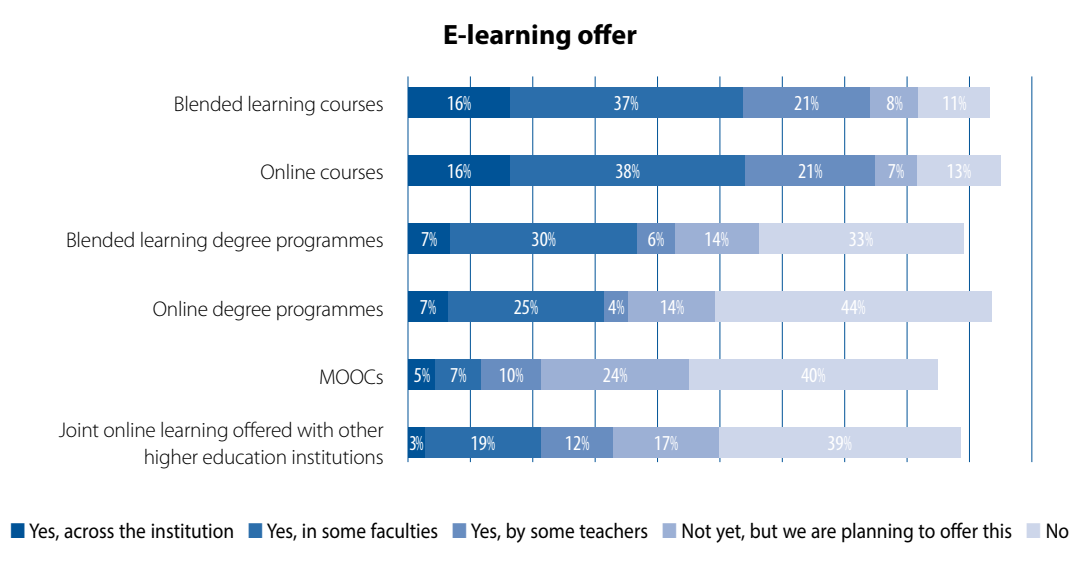 E-learning offer
Blended learning courses 16% 37% 21% 8% 11%
Online courses 16% 38% 21% 7% 13%
Blended learning degree programmes 7% 30% 6% 14% 33%
Online degree programmes 7% 25% 4% 14% 44%
MOOCs 5% 7% 10% 24% 40%
Joint online learning offered with other
higher education institutions 3% 19% 12% 17% 39%
Yes, across the institution Yes, in some faculties Yes, by some teachers Not yet, but we are planning to offer this No